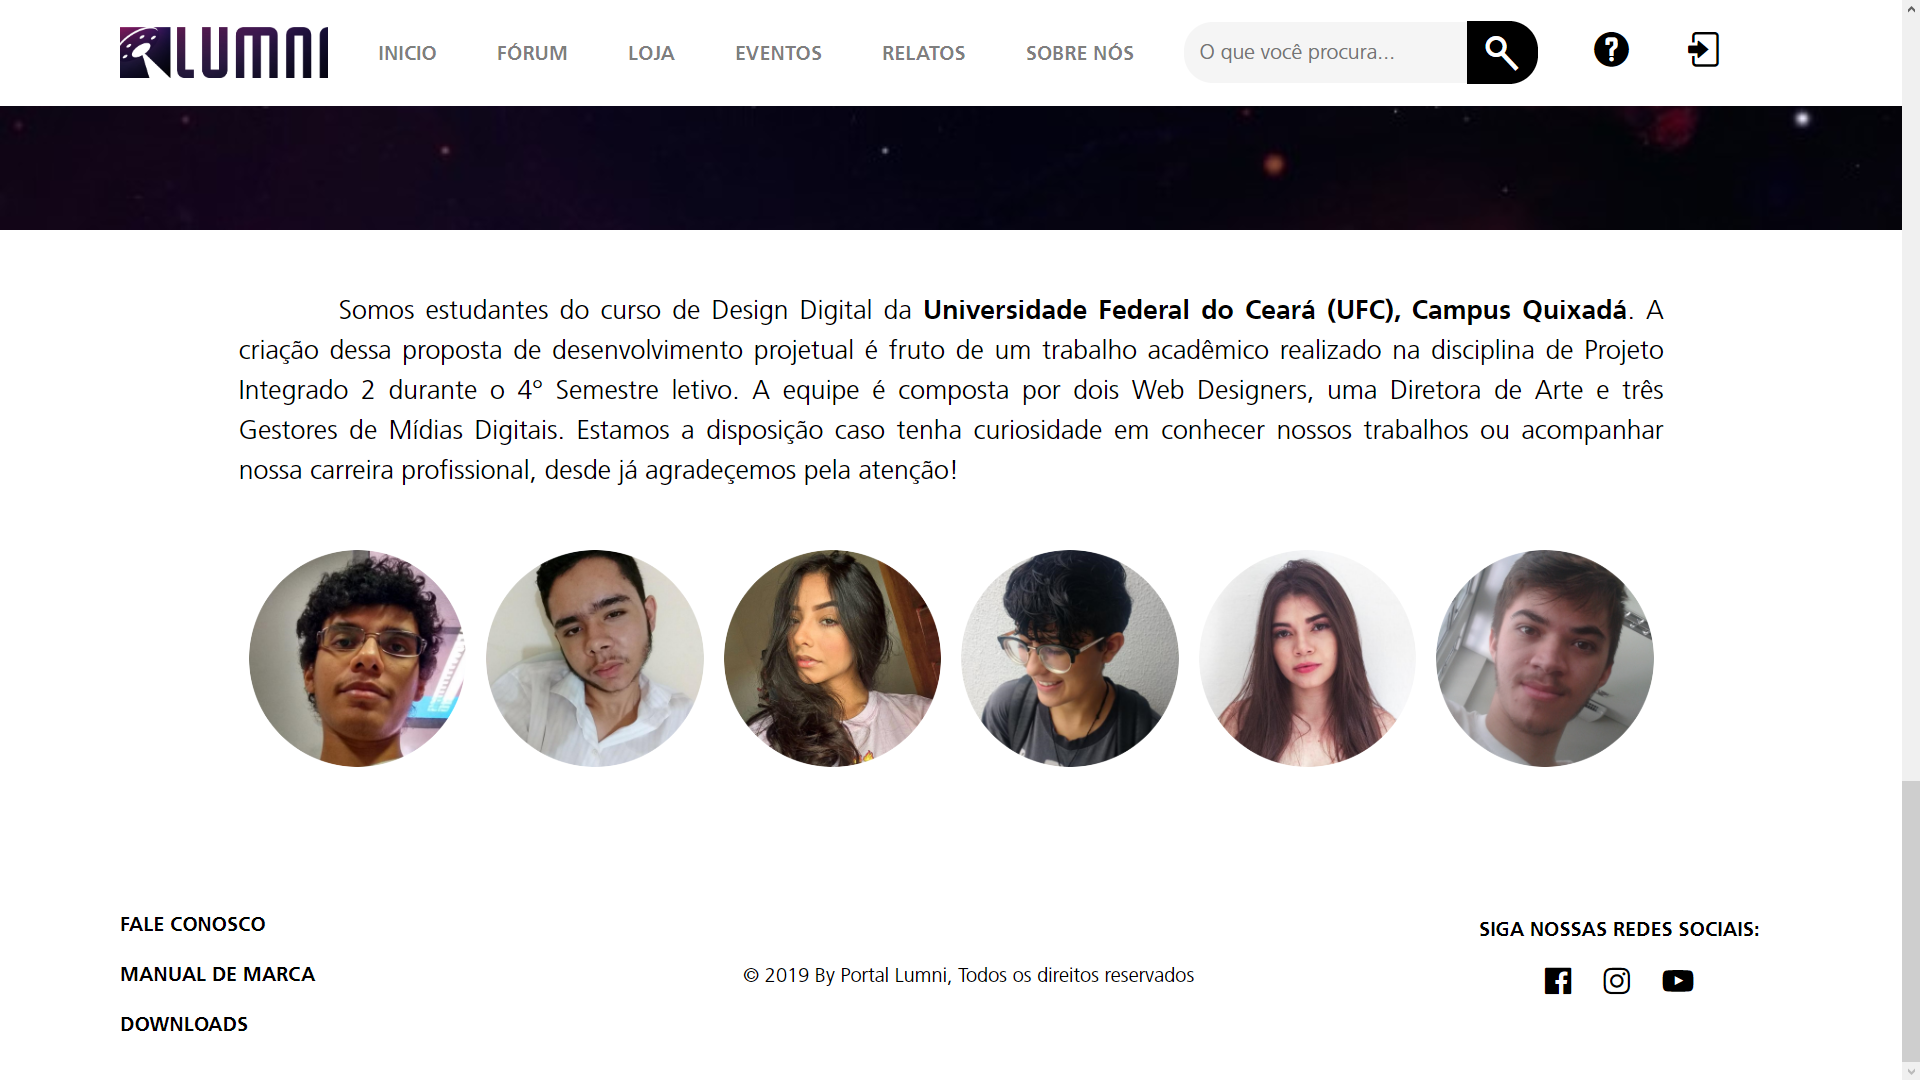 LUMNI
INICIO
FÓRUM
LOJA
EVENTOS
RELATOS
SOBRE NÓS
O que você procura...
?
Somos estudantes do curso de Design Digital da Universidade Federal do Ceará (UFC), Campus Quixadá. A
criação dessa proposta de desenvolvimento projetual é fruto de um trabalho acadêmico realizado na disciplina de Projeto
Integrado 2 durante o 4º Semestre letivo. A equipe é composta por dois Web Designers, uma Diretora de Arte e três
Gestores de Mídias Digitais. Estamos a disposição caso tenha curiosidade em conhecer nossos trabalhos ou acompanhar
nossa carreira profissional, desde já agradeçemos pela atenção!
FALE CONOSCO
MANUAL DE MARCA
DOWNLOADS
© 2019 By Portal Lumni, Todos os direitos reservados
SIGA NOSSAS REDES SOCIAIS: